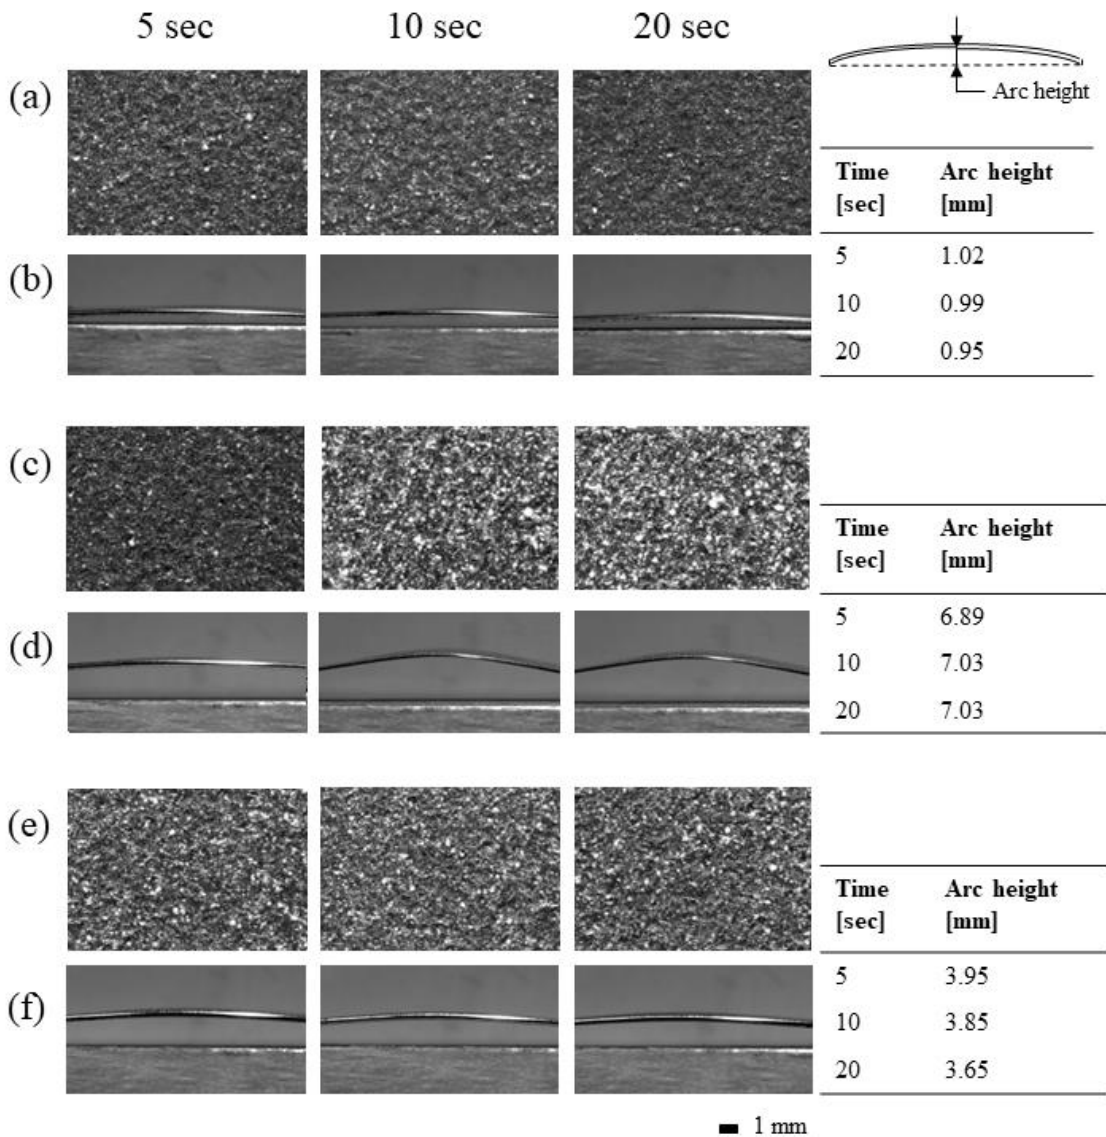 5 sec 10 sec 20 sec
Arc height
(a)
Time Arc height
[sec] [mm]
5 1.02
(b)
10 0.99
20 0.95
(c)
Time Arc height
[sec] [mm]
5 6.89
(d)
10 7.03
20 7.03
(e)
Time Arc height
[sec] [mm]
5 3.95
(f)
10 3.85
20 3.65
1 mm